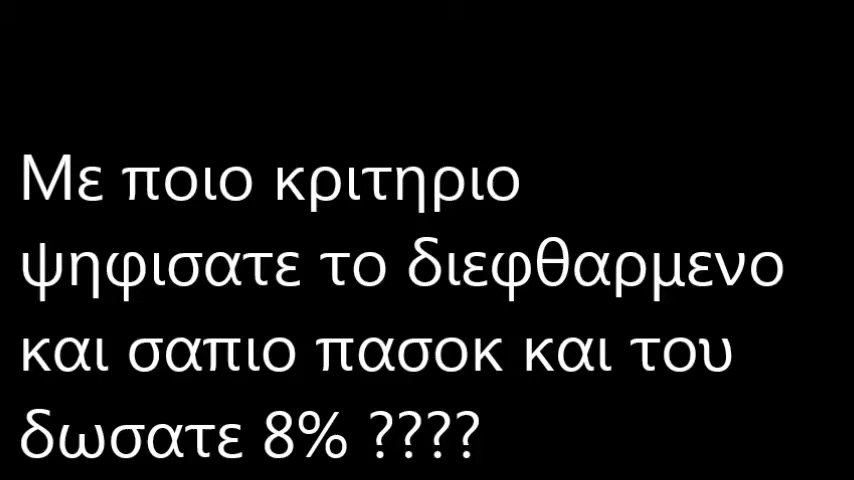 Με ποιο κριτηριο
ψηφισατε το διεφθαρμενο
και σαπιο πασοκ και του
δωσατε 8% ????